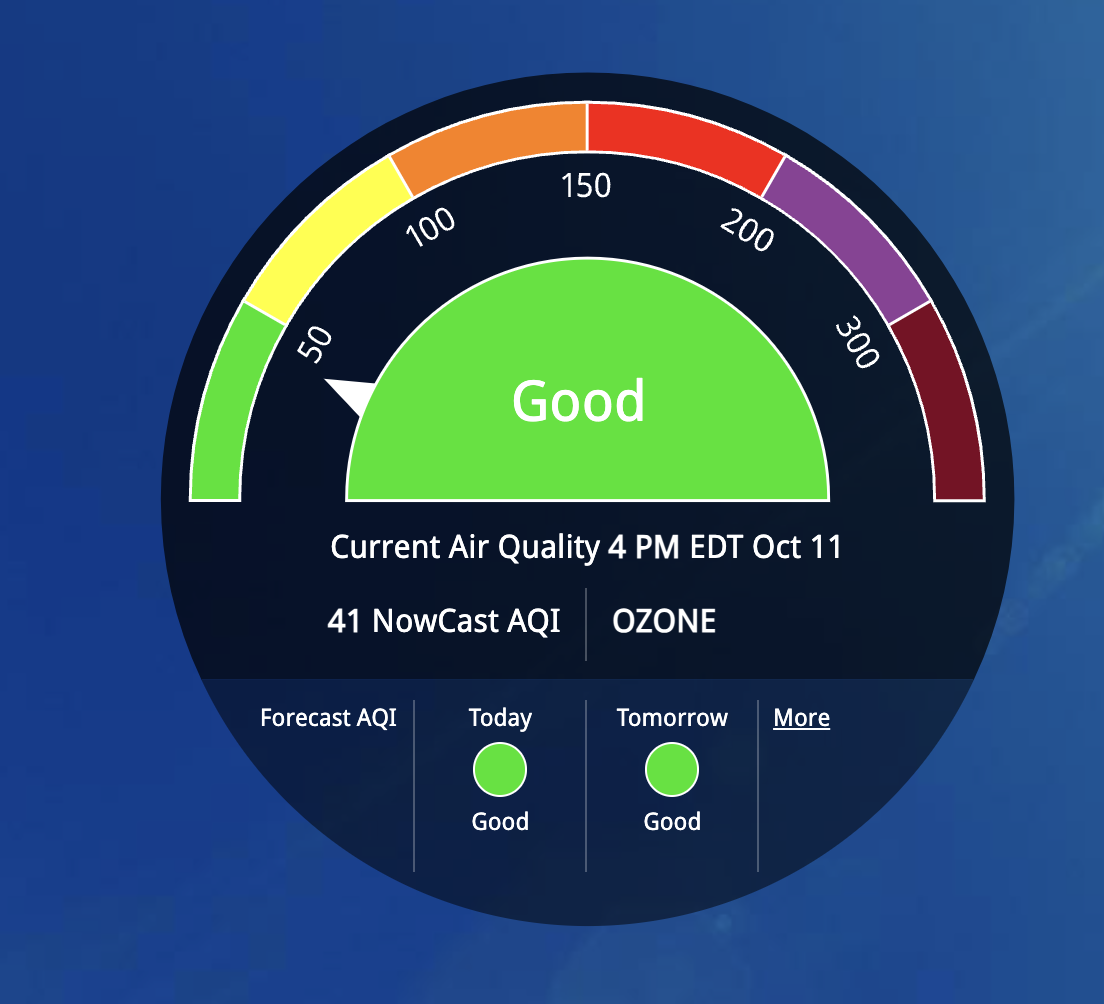 50
100
150
200
300
Good
Current Air Quality 4 PM EDT Oct 11
41 NowCast AQI
OZONE
Forecast AQI
Today
Good
Tomorrow
Good
More